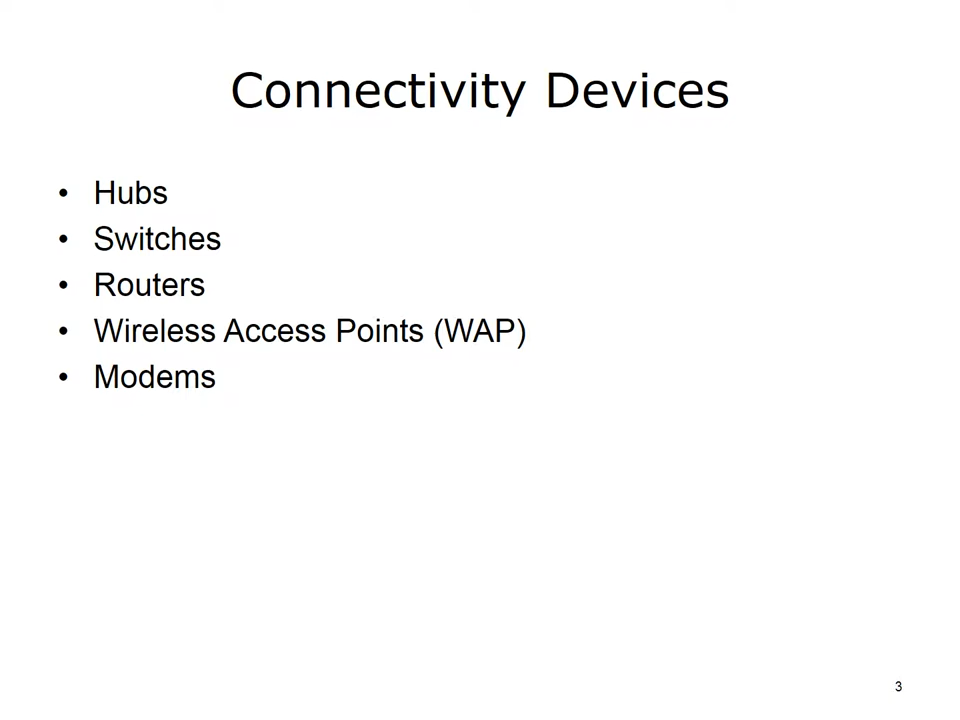 Connectivity Devices
• Hubs
• Switches
• Routers
• Wireless Access Points (WAP)
• Modems
3